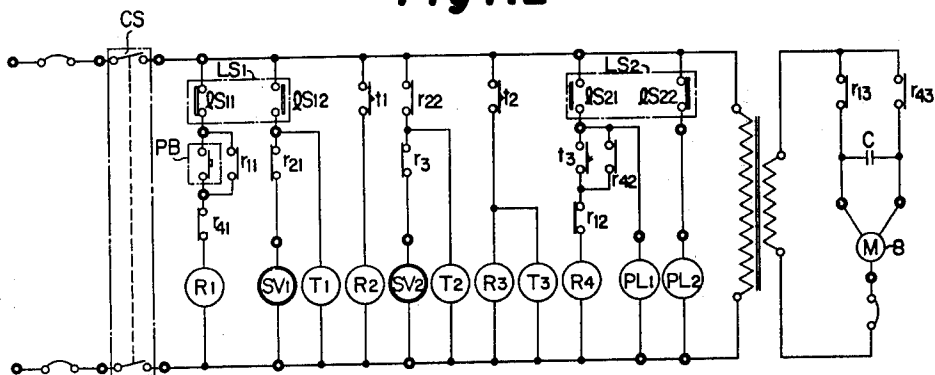 CS
LS1
LS2
ℓS11
ℓS12
t1
r22
t2
ℓS21
ℓS22
r13
r43
PB
r11
r21
r3
t3
r42
C
r41
r12
M
8
R1
SV1
T1
R2
SV2
T2
R3
T3
R4
PL1
PL2